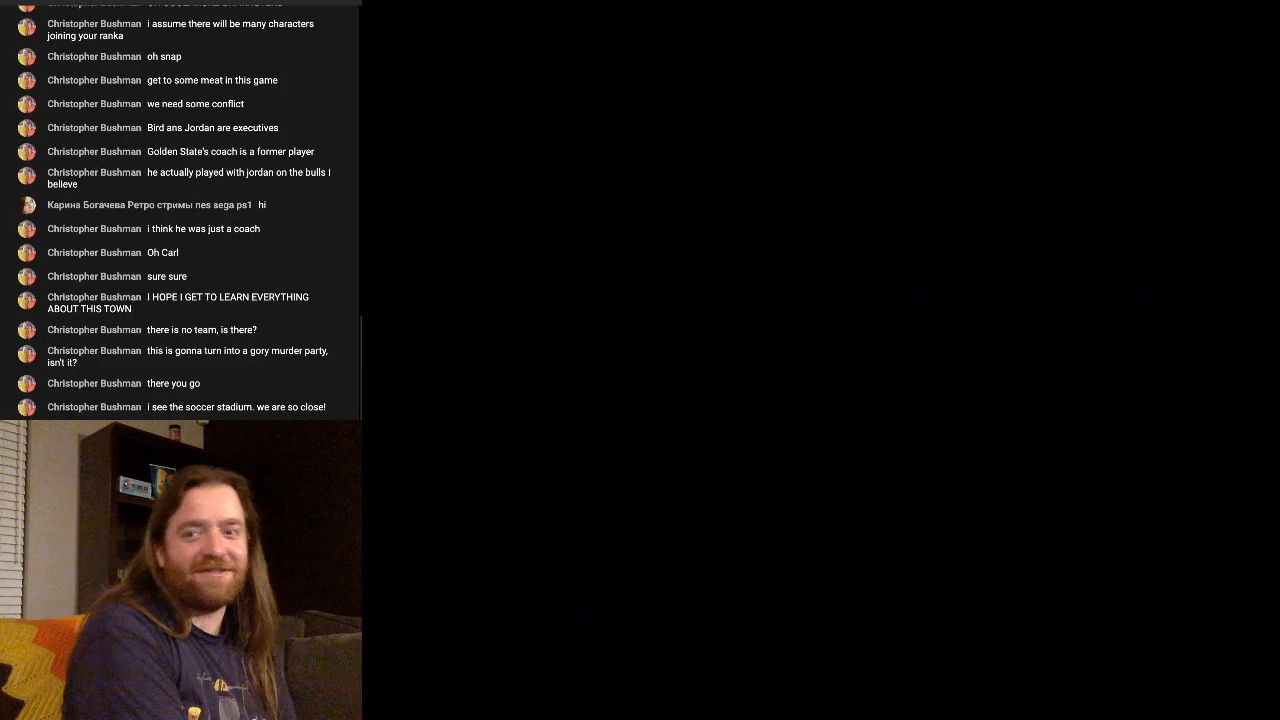 Christopher Bushman i assume there will be many characters
joining your ranka
Christopher Bushman oh snap
Christopher Bushman get to some meat in this game
Christopher Bushman we need some conflict
Christopher Bushman Bird ans Jordan are executives
Christopher Bushman Golden State's coach is a former player
Christopher Bushman he actually played with jordan on the bulls I
believe
Карина Богачева Ретро стримы nes sega ps1 hi
Christopher Bushman i think he was just a coach
Christopher Bushman Oh Carl
Christopher Bushman sure sure
Christopher Bushman I HOPE I GET TO LEARN EVERYTHING
ABOUT THIS TOWN
Christopher Bushman there is no team, is there?
Christopher Bushman this is gonna turn into a gory murder party,
isn't it?
Christopher Bushman there you go
Christopher Bushman i see the soccer stadium. we are so close!